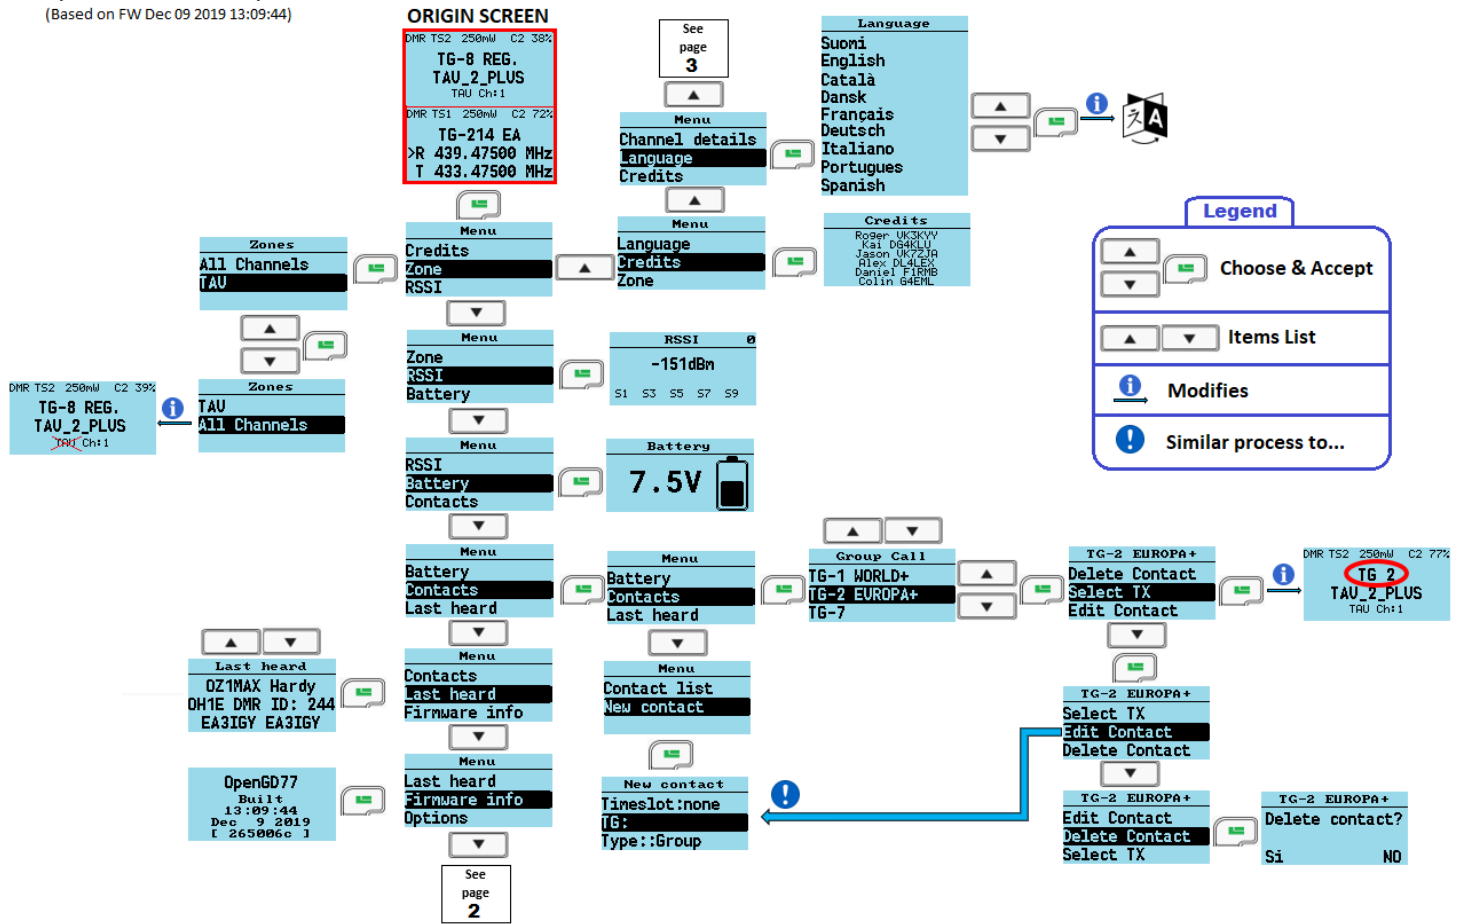 (Based on FW Dec 09 2019 13:09:44)
ORIGIN SCREEN
DMR TS2 250mW C2 38%
TG-8 REG.
TAV_2_PLUS
TAU Ch:1
DMR TS1 250mW C2 72%
TG-214 EA
>R 439.47500 MHz
T 433.47500 MHz
See
page
3
Menu
Channel details
Language
Credits
Language
Suomi
English
Català
Dansk
Français
Deutsch
Italiano
Portugues
Spanish
Menu
Language
Credits
Zone
Credits
Roger VK3KYY
Kai DG4KLU
Jason VK7ZJA
Alex DL4LEX
Daniel F1RMB
Colin G4EML
Legend
Choose & Accept
Items List
Modifies
Similar process to...
Menu
Credits
Zone
RSSI
Zones
All Channels
TAU
Zones
TAU
All Channels
DMR TS2 250mW C2 39%
TG-8 REG.
TAV_2_PLUS
TAU Ch:1
Menu
Zone
RSSI
Battery
RSSI 0
-151dBm
S1 S3 S5 S7 S9
Menu
RSSI
Battery
Contacts
Battery
7.5V
Menu
Battery
Contacts
Last heard
Menu
Battery
Contacts
Last heard
Group Call
TG-1 WORLD+
TG-2 EUROPA+
TG-7
TG-2 EUROPA+
Delete Contact
Select TX
Edit Contact
DMR TS2 250mW C2 77%
TG 2
TAV_2_PLUS
TAU Ch:1
Menu
Contacts
Last heard
Firmware info
Last heard
OZ1MAX Hardy
OH1E DMR ID: 244
EA3IGY EA3IGY
Menu
Contact list
New contact
TG-2 EUROPA+
Select TX
Edit Contact
Delete Contact
Menu
Last heard
Firmware info
Options
OpenGD77
Built
13:09:44
Dec 9 2019
[ 265006c ]
New contact
Timeslot:none
TG:
Type::Group
TG-2 EUROPA+
Edit Contact
Delete Contact
Select TX
TG-2 EUROPA+
Delete contact?
Si NO
See
page
2